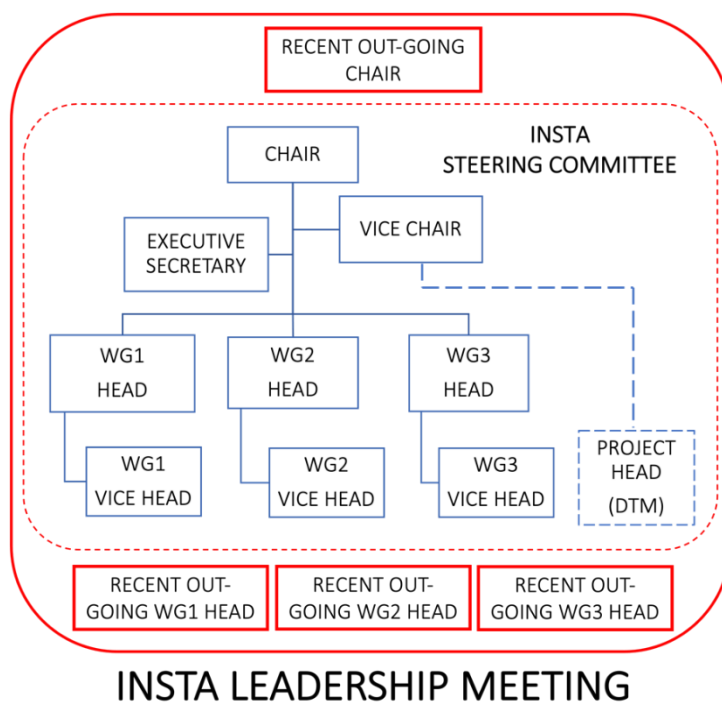 RECENT OUT-GOING
CHAIR
INSTA
STEERING COMMITTEE
CHAIR
VICE CHAIR
EXECUTIVE
SECRETARY
WG1
HEAD
WG2
HEAD
WG3
HEAD
WG1
VICE HEAD
WG2
VICE HEAD
WG3
VICE HEAD
PROJECT
HEAD
(DTM)
RECENT OUT-
GOING WG1 HEAD
RECENT OUT-
GOING WG2 HEAD
RECENT OUT-
GOING WG3 HEAD
INSTA LEADERSHIP MEETING